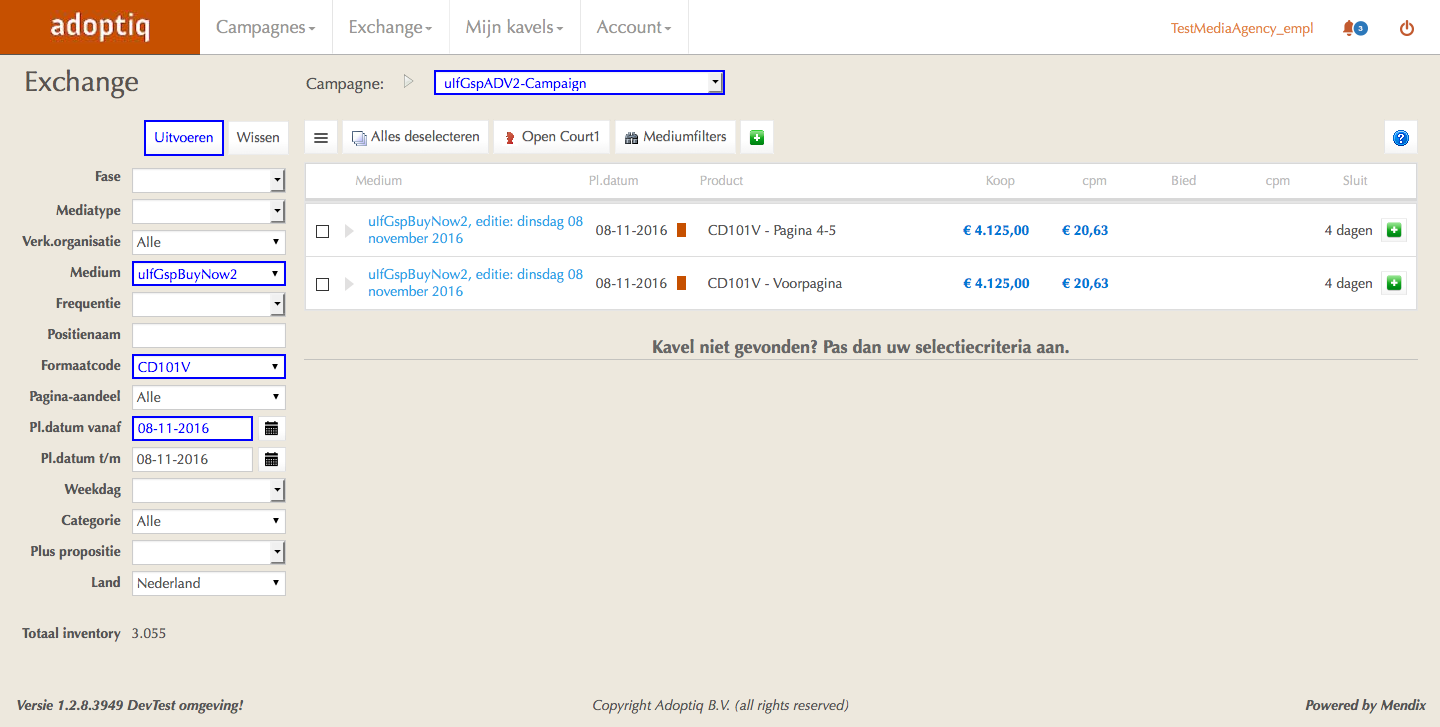 adoptiq
Campagnes
Exchange
Mijn kavels
Account
TestMediaAgency_empl
3
Exchange
Campagne:
ulfGspADV2-Campaign
Uitvoeren
Wissen
Alles deselecteren
Open Court1
Mediumfilters
Fase
Mediatype
Verk.organisatie Alle
Medium ulfGspBuyNow2
Frequentie
Positienaam
Formaatcode CD101V
Pagina-aandeel Alle
Pl.datum vanaf 08-11-2016
Pl.datum t/m 08-11-2016
Weekdag
Categorie Alle
Plus propositie
Land Nederland
Totaal inventory 3.055
Medium Pl.datum Product Koop cpm Bied cpm Sluit
ulfGspBuyNow2, editie: dinsdag 08
november 2016
08-11-2016 CD101V - Pagina 4-5 € 4.125,00 € 20,63 4 dagen
ulfGspBuyNow2, editie: dinsdag 08
november 2016
08-11-2016 CD101V - Voorpagina € 4.125,00 € 20,63 4 dagen
Kavel niet gevonden? Pas dan uw selectiecriteria aan.
Versie 1.2.8.3949 DevTest omgeving!
Copyright Adoptiq B.V. (all rights reserved)
Powered by Mendix